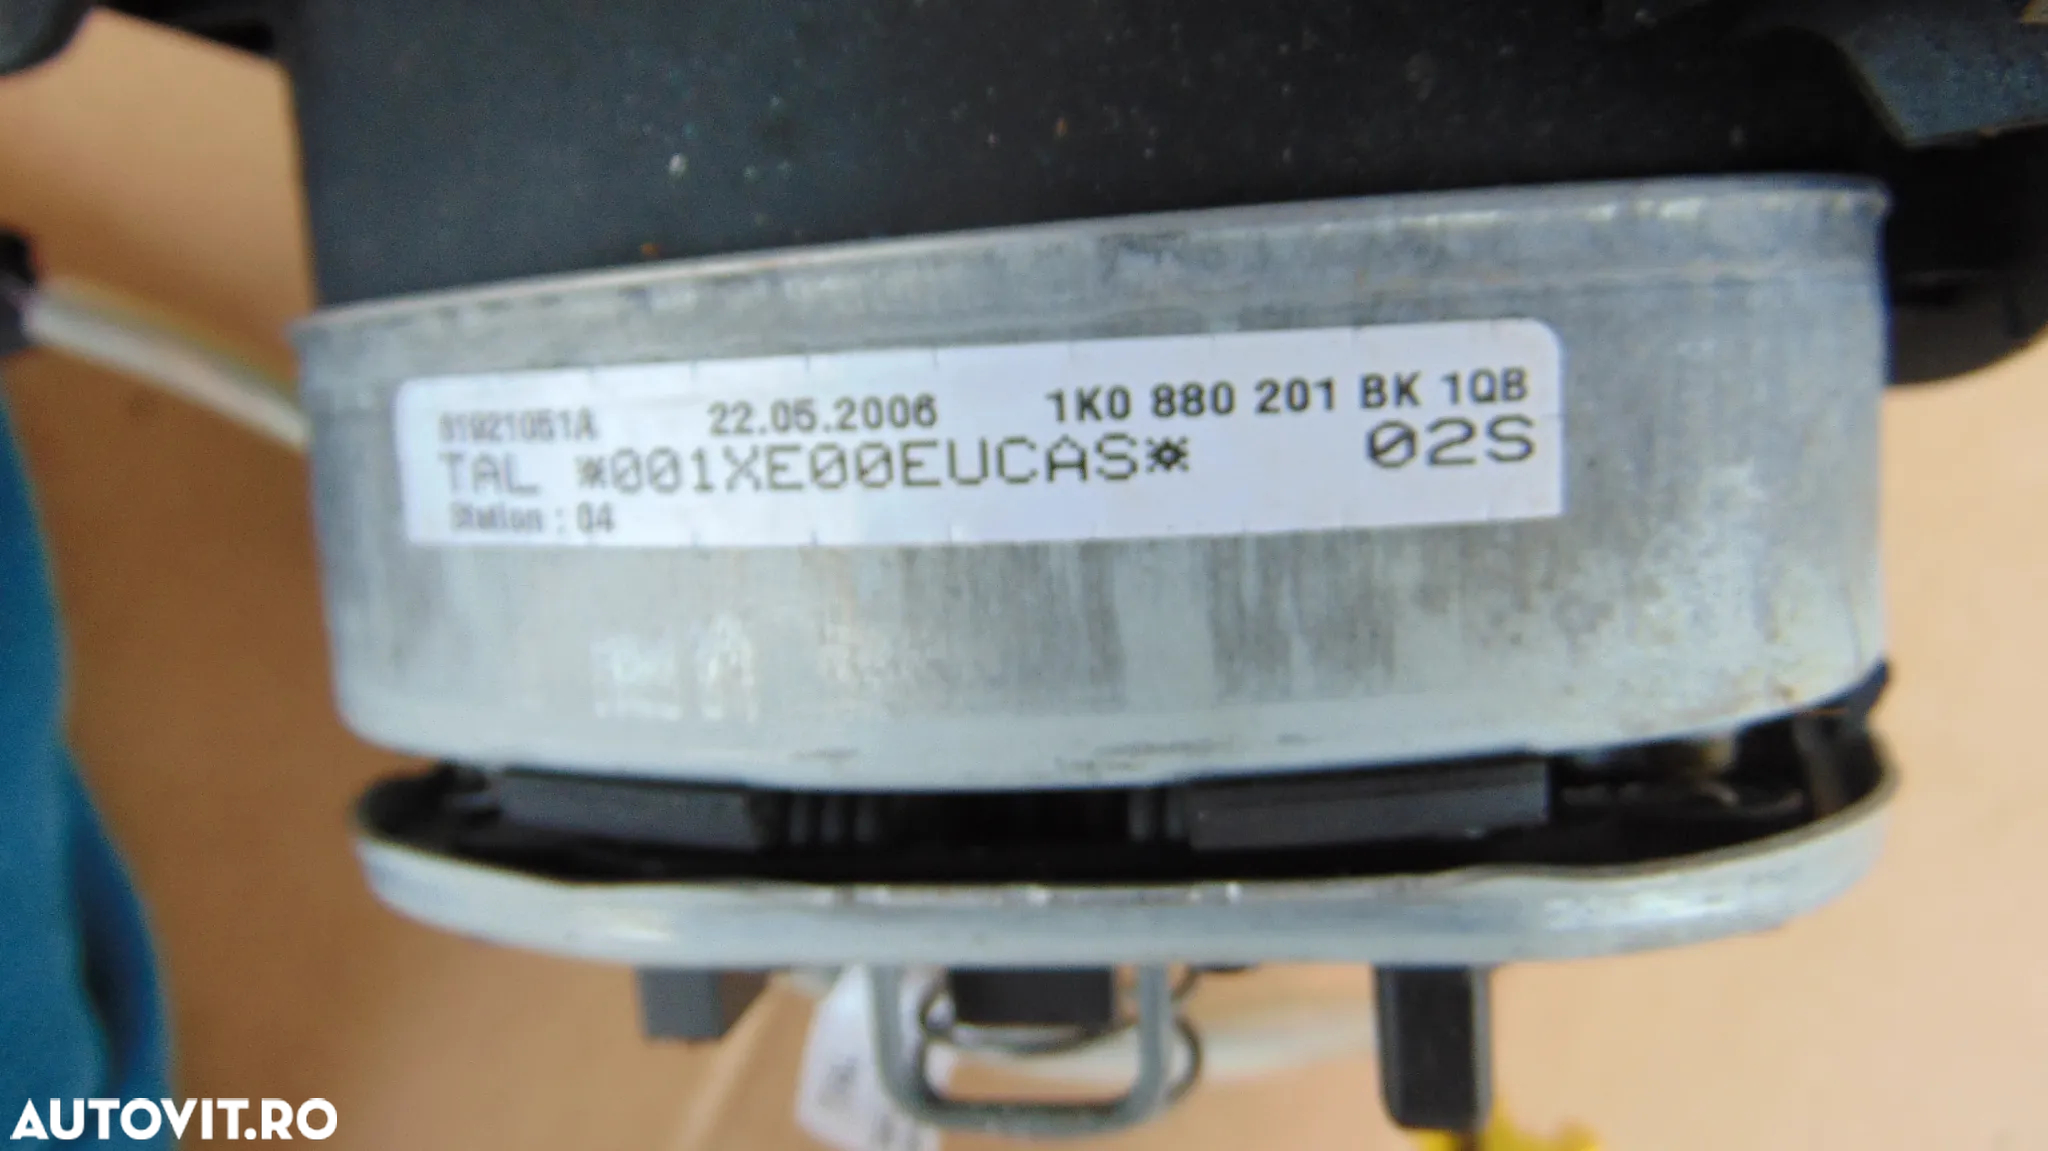 81921051A 22.05.2006 1K0 880 201 BK 1QB
TAL *001XE00EUCAS* 02S
Station : 04
AUTOVIT.RO